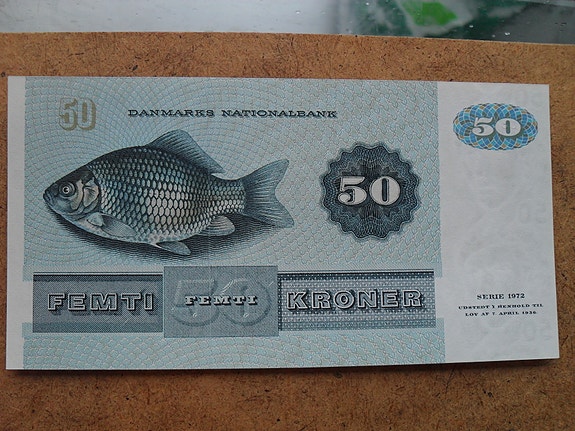 50
DANMARKS NATIONALBANK
50
50
FEMTI 50 FEMTI KRONER
SERIE 1972
UDSTEDT I HENHOLD TIL
LOV AF 7 APRIL 1936